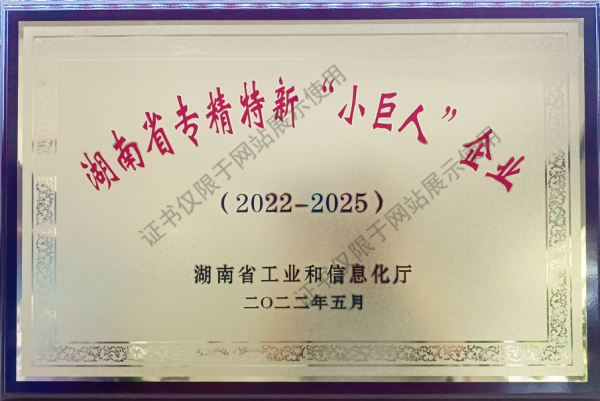 湖南省专精特新“小巨人”企业
（2022-2025）
湖南省工业和信息化厅
二〇二二年五月
证书仅限于网站展示使用
证书仅限于网站展示使用